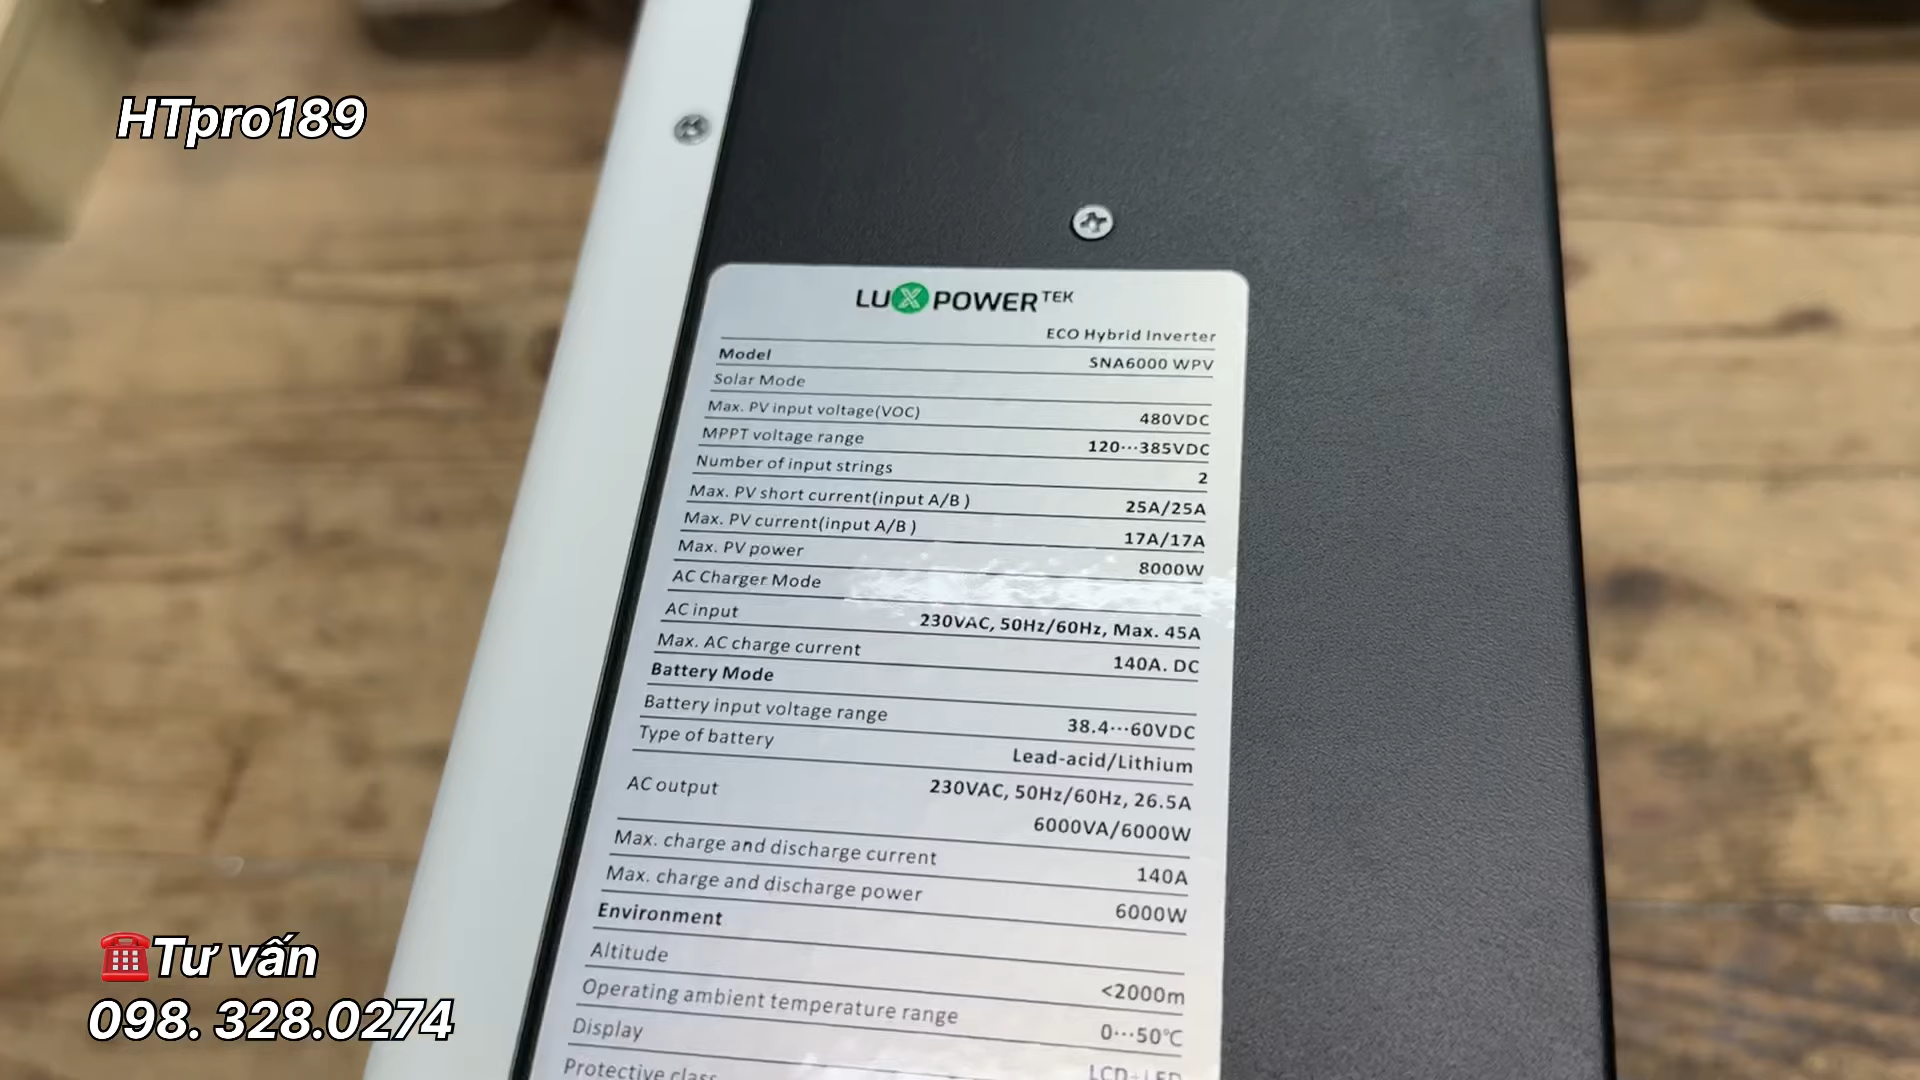 HTpro189
LUXPOWERTEK
ECO Hybrid Inverter
Model SNA6000 WPV
Solar Mode
Max. PV input voltage(VOC) 480VDC
MPPT voltage range 120···385VDC
Number of input strings 2
Max. PV short current(input A/B ) 25A/25A
Max. PV current(input A/B ) 17A/17A
Max. PV power 8000W
AC Charger Mode
AC input 230VAC, 50Hz/60Hz, Max. 45A
Max. AC charge current 140A. DC
Battery Mode
Battery input voltage range 38.4···60VDC
Type of battery Lead-acid/Lithium
AC output 230VAC, 50Hz/60Hz, 26.5A
6000VA/6000W
Max. charge and discharge current 140A
Max. charge and discharge power 6000W
Environment
Altitude <2000m
Operating ambient temperature range 0···50℃
Display LCD+LED
Protective class
☎️Tư vấn
098. 328.0274